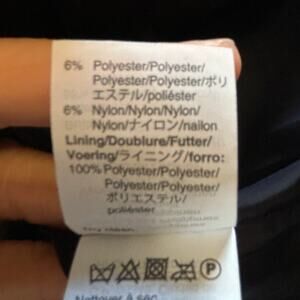 6% Polyester/Polyester/
Polyester/Polyester/ポリ
エステル/poliéster
6% Nylon/Nylon/Nylon/
Nylon/ナイロン/nailon
Lining/Doublure/Futter/
Voering/ライニング/forro:
100% Polyester/Polyester/
Polyester/Polyester/
ポリエステル/
poliéster
Dry clean.
P
Nettoyer à sec